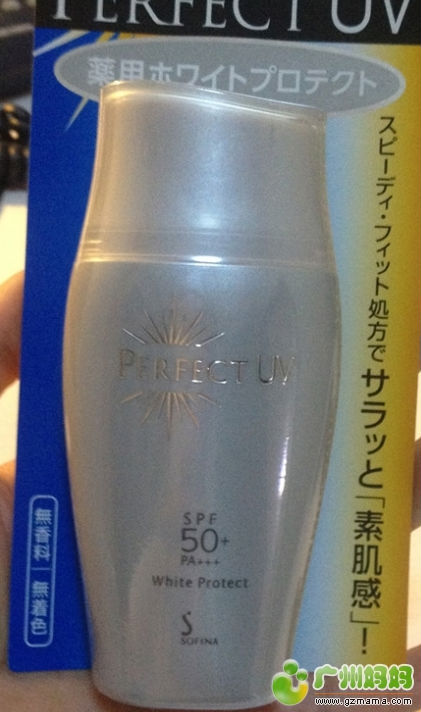 PERFECT UV
薬用ホワイトプロテクト
スピーディ・フィット処方で サラッと「素肌感」!
PERFECT UV
SPF
50+
PA+++
White Protect
S
SOFINA
無香料 無着色
广州妈妈
www.gzmama.com